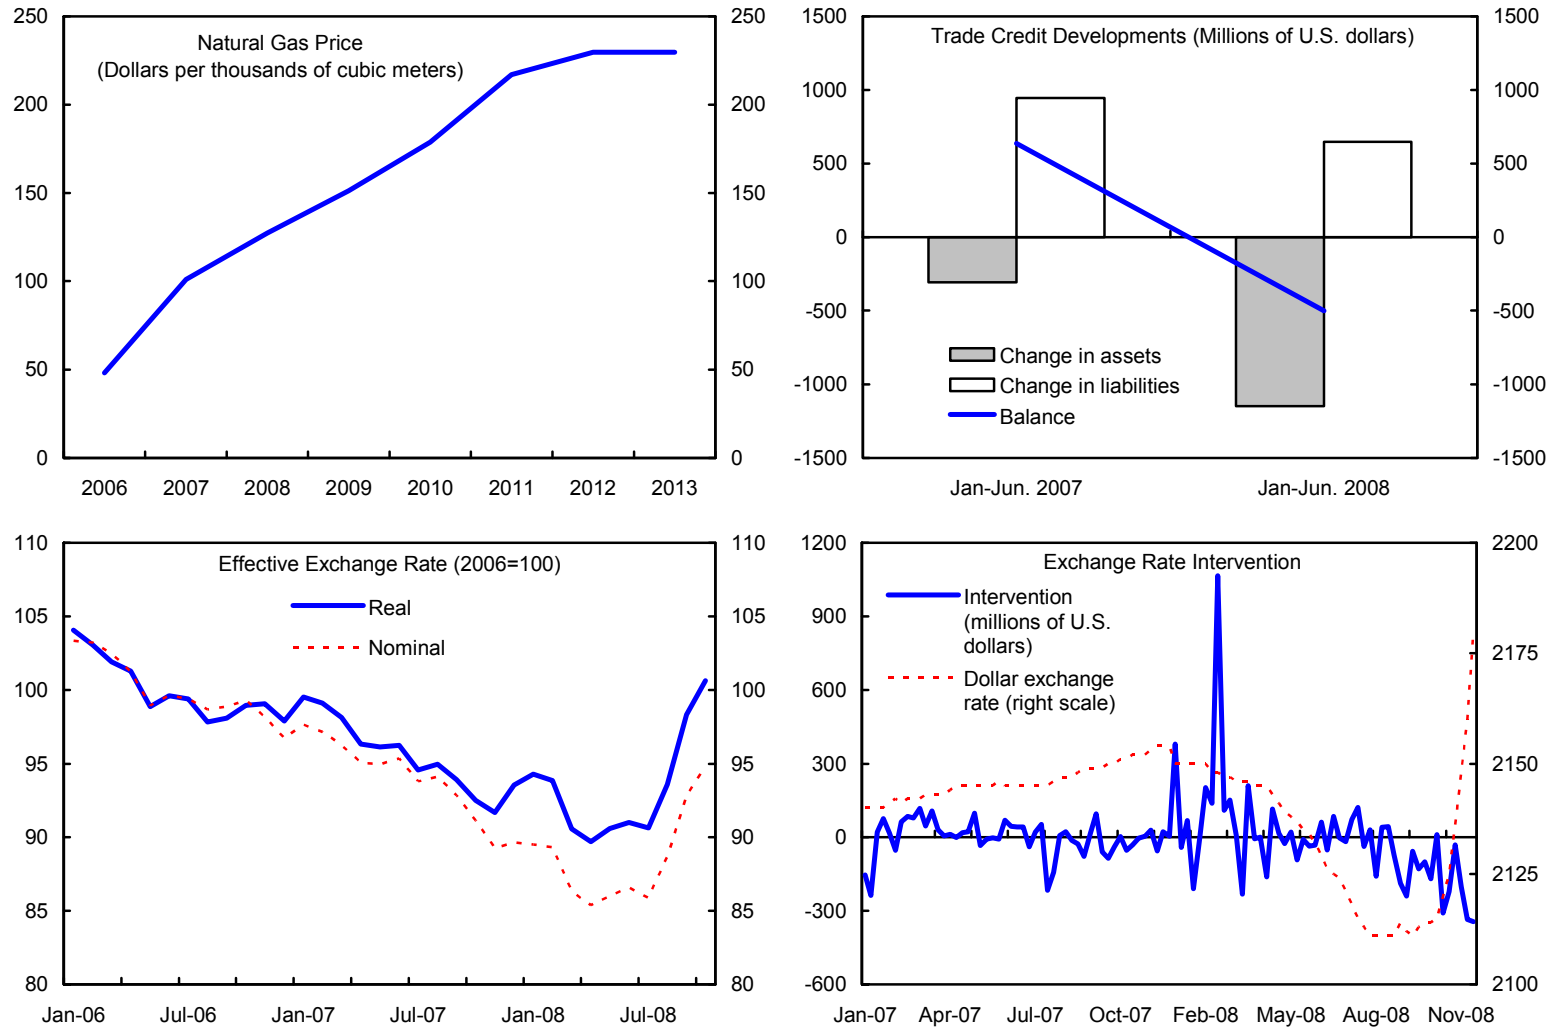 Natural Gas Price
(Dollars per thousands of cubic meters)
250
200
150
100
50
0
250
200
150
100
50
0
2006 2007 2008 2009 2010 2011 2012 2013
Trade Credit Developments (Millions of U.S. dollars)
1500
1000
500
0
-500
-1000
-1500
1500
1000
500
0
-500
-1000
-1500
Change in assets
Change in liabilities
Balance
Jan-Jun. 2007 Jan-Jun. 2008
Effective Exchange Rate (2006=100)
110
105
100
95
90
85
80
110
105
100
95
90
85
80
Real
Nominal
Jan-06 Jul-06 Jan-07 Jul-07 Jan-08 Jul-08
Exchange Rate Intervention
1200
900
600
300
0
-300
-600
2200
2175
2150
2125
2100
Intervention
(millions of U.S.
dollars)
Dollar exchange
rate (right scale)
Jan-07 Apr-07 Jul-07 Oct-07 Feb-08 May-08 Aug-08 Nov-08